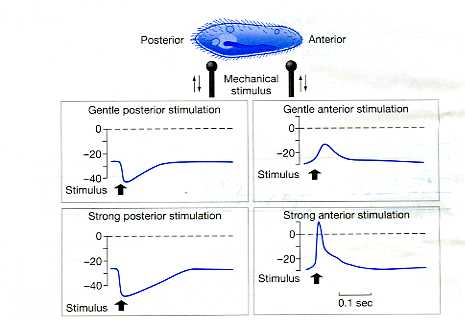 Posterior
Anterior
Mechanical
stimulus
Gentle posterior stimulation
0
−20
−40
Stimulus
Gentle anterior stimulation
0
−20
Stimulus
Strong posterior stimulation
0
−20
−40
Stimulus
Strong anterior stimulation
0
−20
Stimulus
0.1 sec